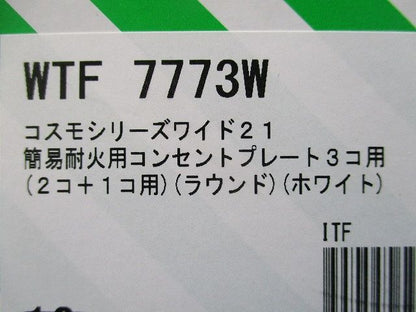 WTF 7773W
コスモシリーズワイド21
簡易耐火用コンセントプレート3コ用
(2コ+1コ用)(ラウンド)(ホワイト)
ITF